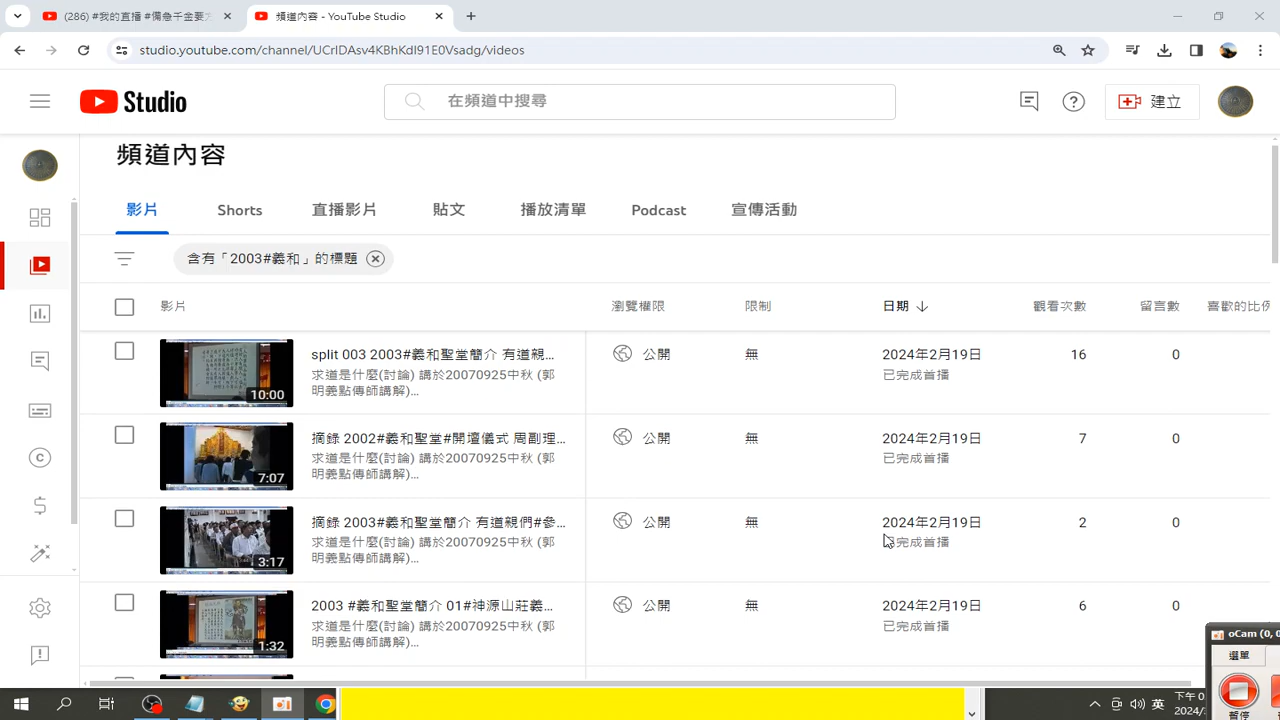 (286) #我的直播 #備急千金要方
頻道內容 - YouTube Studio
studio.youtube.com/channel/UCrIDAsv4KBhKdI91E0Vsadg/videos
Studio
在頻道中搜尋
建立
頻道內容
影片
Shorts
直播影片
貼文
播放清單
Podcast
宣傳活動
含有「2003#義和」的標題
影片
瀏覽權限
限制
日期
觀看次數
留言數
喜歡的比例
split 003 2003#義和聖堂簡介 有道親...
公開
無
2024年2月19日
16
0
求道是什麼(討論) 講於20070925中秋 (郭
已完成首播
明義點傳師講解)...
10:00
摘錄 2002#義和聖堂#開壇儀式 周副理...
公開
無
2024年2月19日
7
0
求道是什麼(討論) 講於20070925中秋 (郭
已完成首播
明義點傳師講解)...
7:07
摘錄 2003#義和聖堂簡介 有道親們#參...
公開
無
2024年2月19日
2
0
求道是什麼(討論) 講於20070925中秋 (郭
已完成首播
明義點傳師講解)...
3:17
2003 #義和聖堂簡介 01#神源山莊義...
公開
無
2024年2月19日
6
0
求道是什麼(討論) 講於20070925中秋 (郭
已完成首播
明義點傳師講解)...
1:32
oCam (0, 0
選單
暫停
英
下午 0
2024/